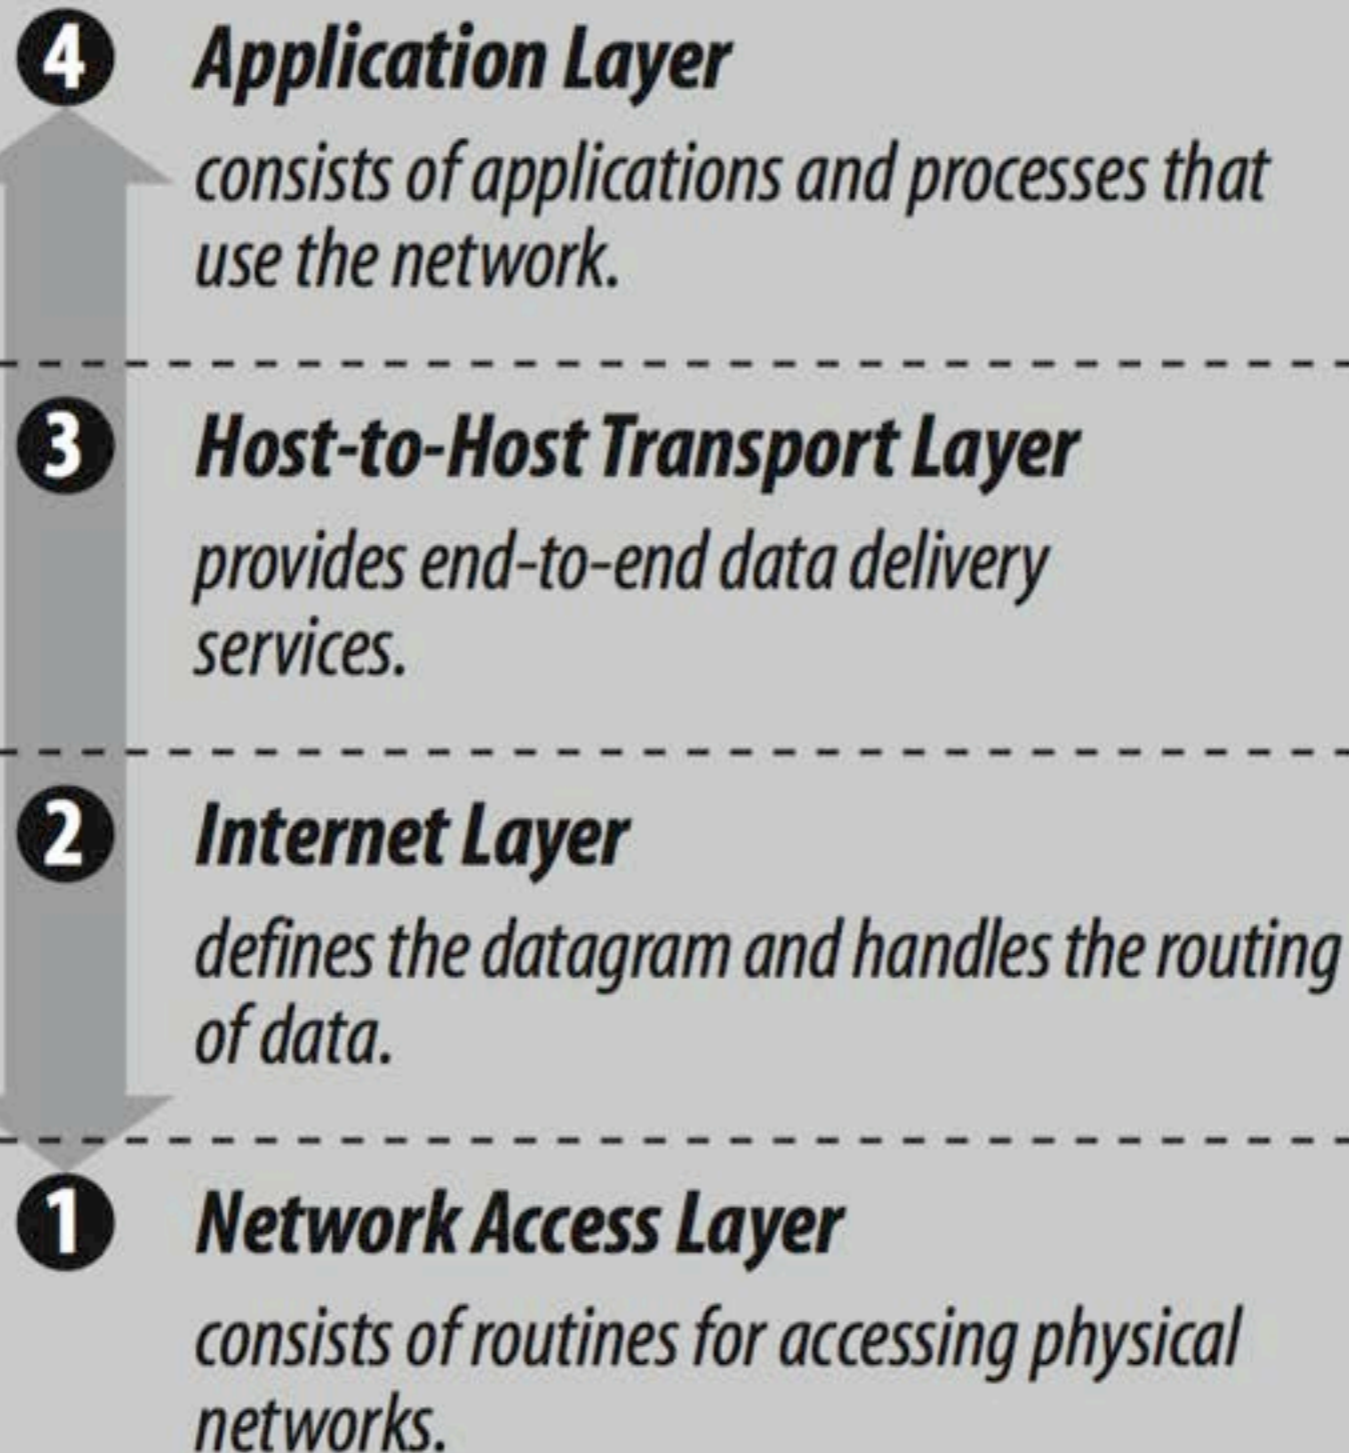 4 Application Layer
consists of applications and processes that
use the network.
3 Host-to-Host Transport Layer
provides end-to-end data delivery
services.
2 Internet Layer
defines the datagram and handles the routing
of data.
1 Network Access Layer
consists of routines for accessing physical
networks.